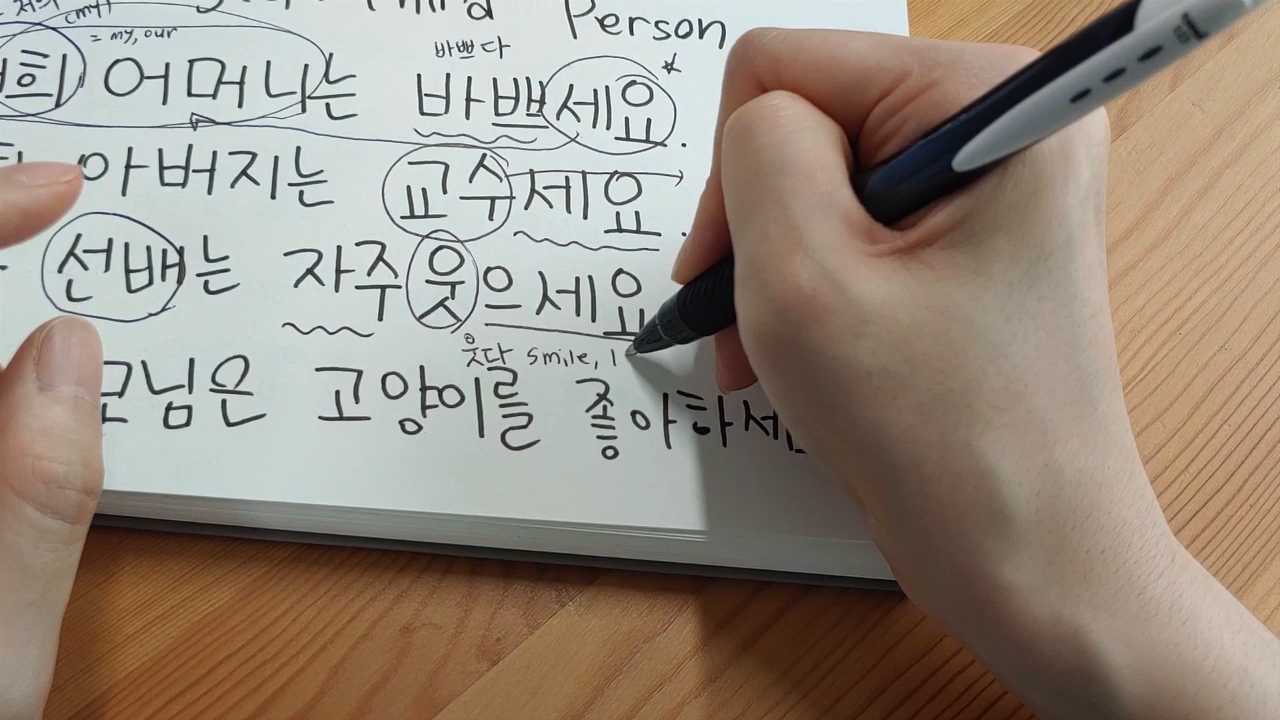 (my) Person
= my, our 바쁘다
희 어머니는 바쁘세요.
아버지는 교수세요.
선배는 자주 웃으세요
웃다 smile, l
모님은 고양이를 좋아하세